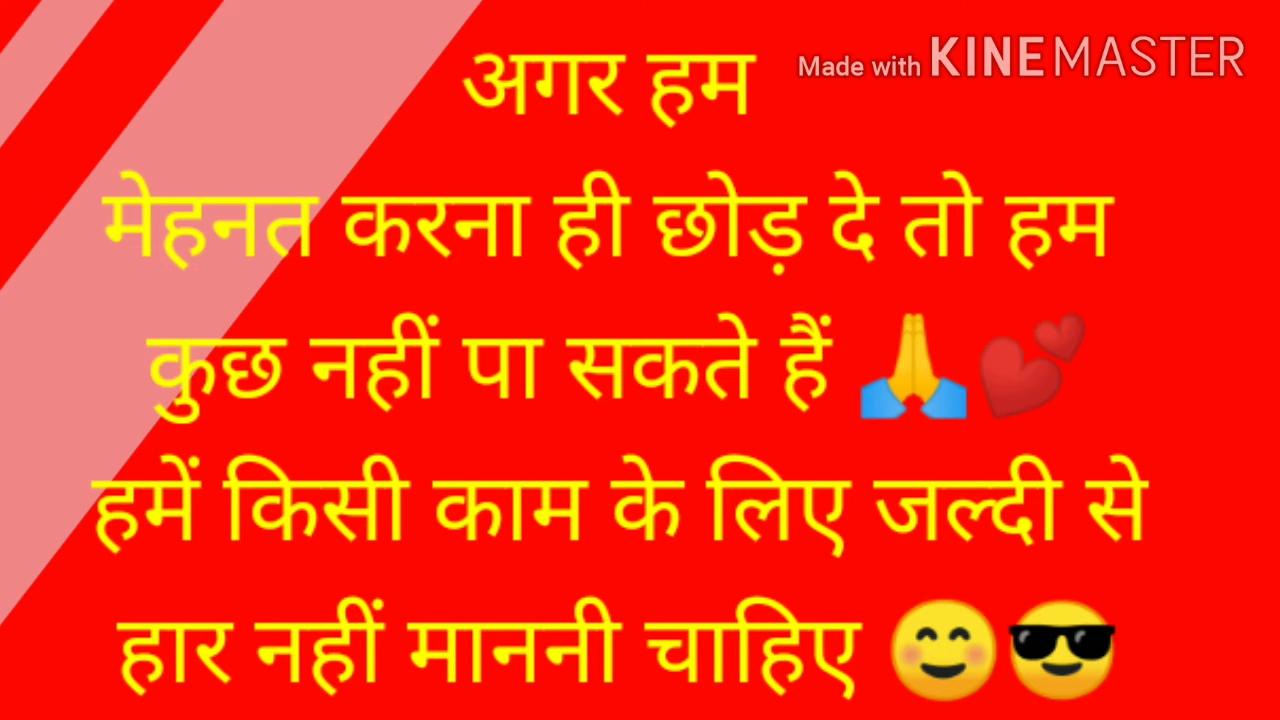 Made with KINEMASTER
अगर हम
मेहनत करना ही छोड़ दे तो हम
कुछ नहीं पा सकते हैं 🙏💕
हमें किसी काम के लिए जल्दी से
हार नहीं माननी चाहिए 😊😎